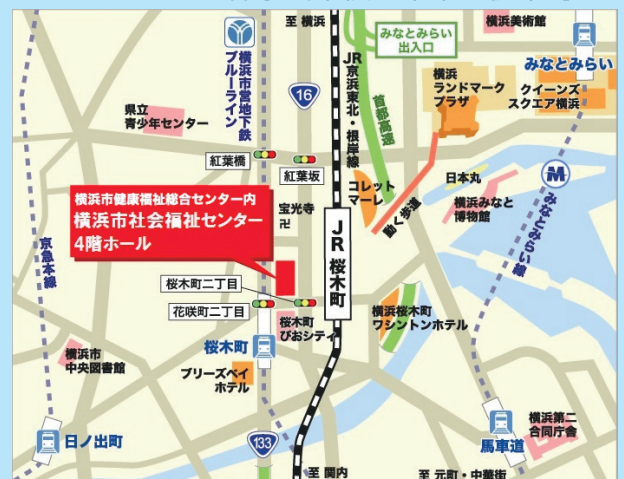 至 横浜
横浜美術館
みなとみらい
出入口
みなとみらい
横浜市営地下鉄
ブルーライン
16
JR
京浜東北・根岸線
首都高速
横浜
ランドマーク
プラザ
クイーンズ
スクエア横浜
県立
青少年センター
紅葉橋
紅葉坂
コレット
マーレ
日本丸
横浜みなと
博物館
M
みなとみらい線
動く歩道
横浜市健康福祉総合センター内
横浜市社会福祉センター
4階ホール
宝光寺
卍
JR 桜木町
京急本線
桜木町二丁目
花咲町二丁目
桜木町
ぴおシティ
横浜桜木町
ワシントンホテル
桜木町
横浜市
中央図書館
ブリーズベイ
ホテル
日ノ出町
133
馬車道
横浜第二
合同庁舎
至 関内
至 元町・中華街